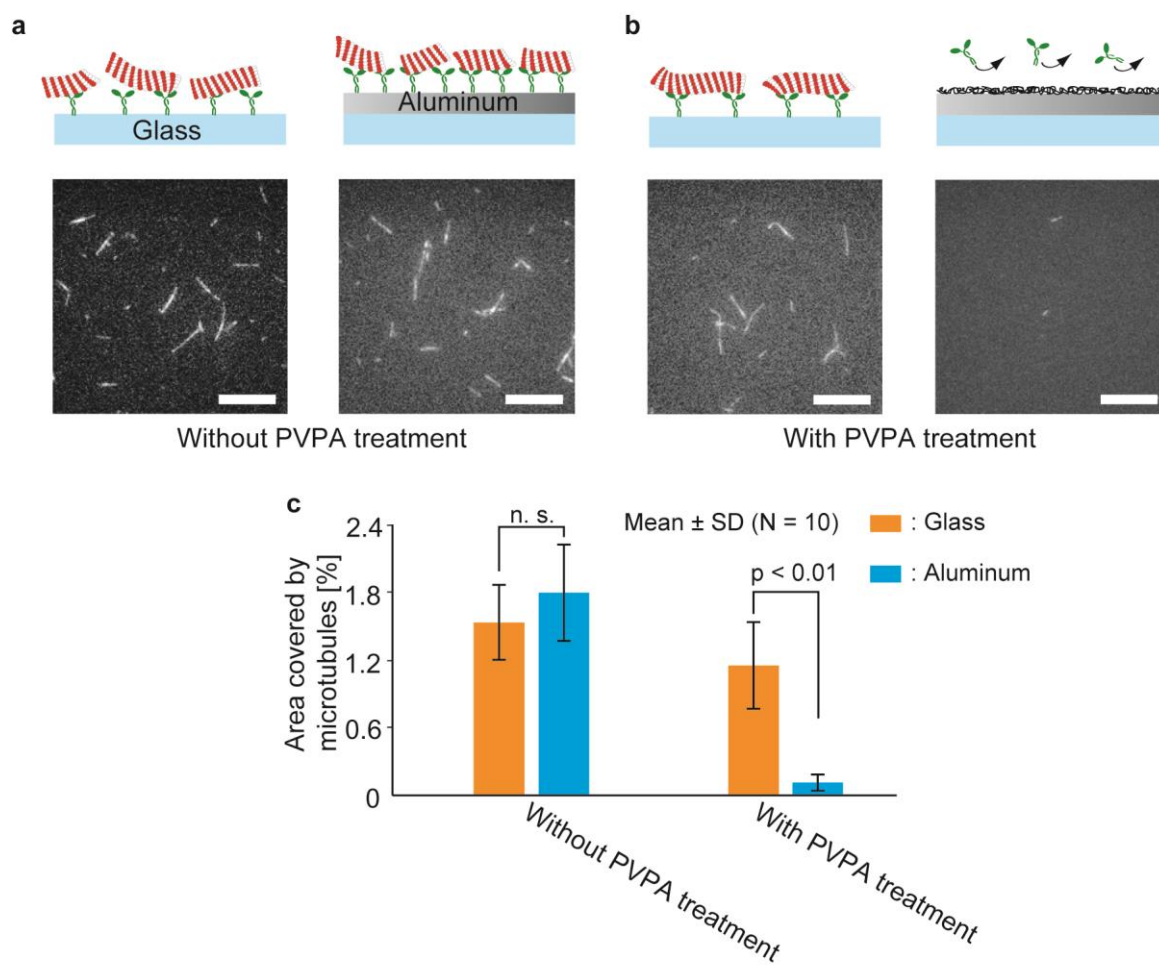 a
b
Glass
Aluminum
Without PVPA treatment
With PVPA treatment
c
n. s.
Mean ± SD (N = 10)
: Glass
: Aluminum
p < 0.01
Area covered by
microtubules [%]
2.4
1.8
1.2
0.6
0
Without PVPA treatment
With PVPA treatment